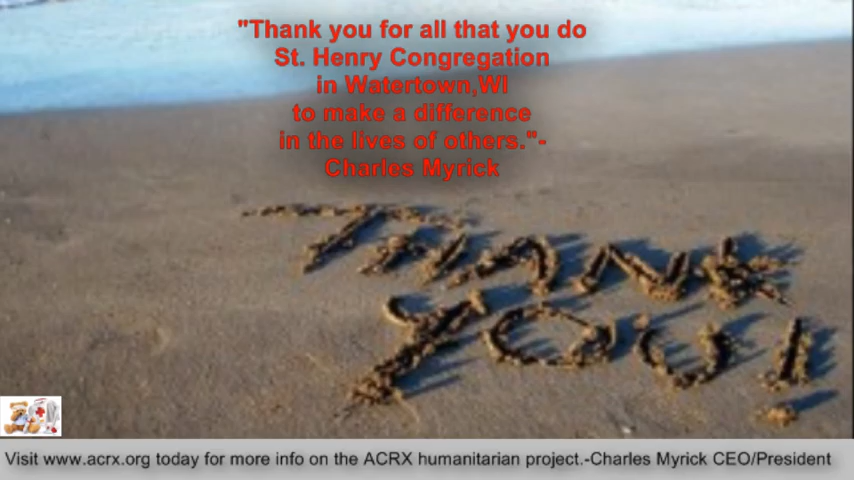 "Thank you for all that you do
St. Henry Congregation
in Watertown,WI
to make a difference
in the lives of others."-
Charles Myrick
THANK
YOU!
Visit www.acrx.org today for more info on the ACRX humanitarian project.-Charles Myrick CEO/President